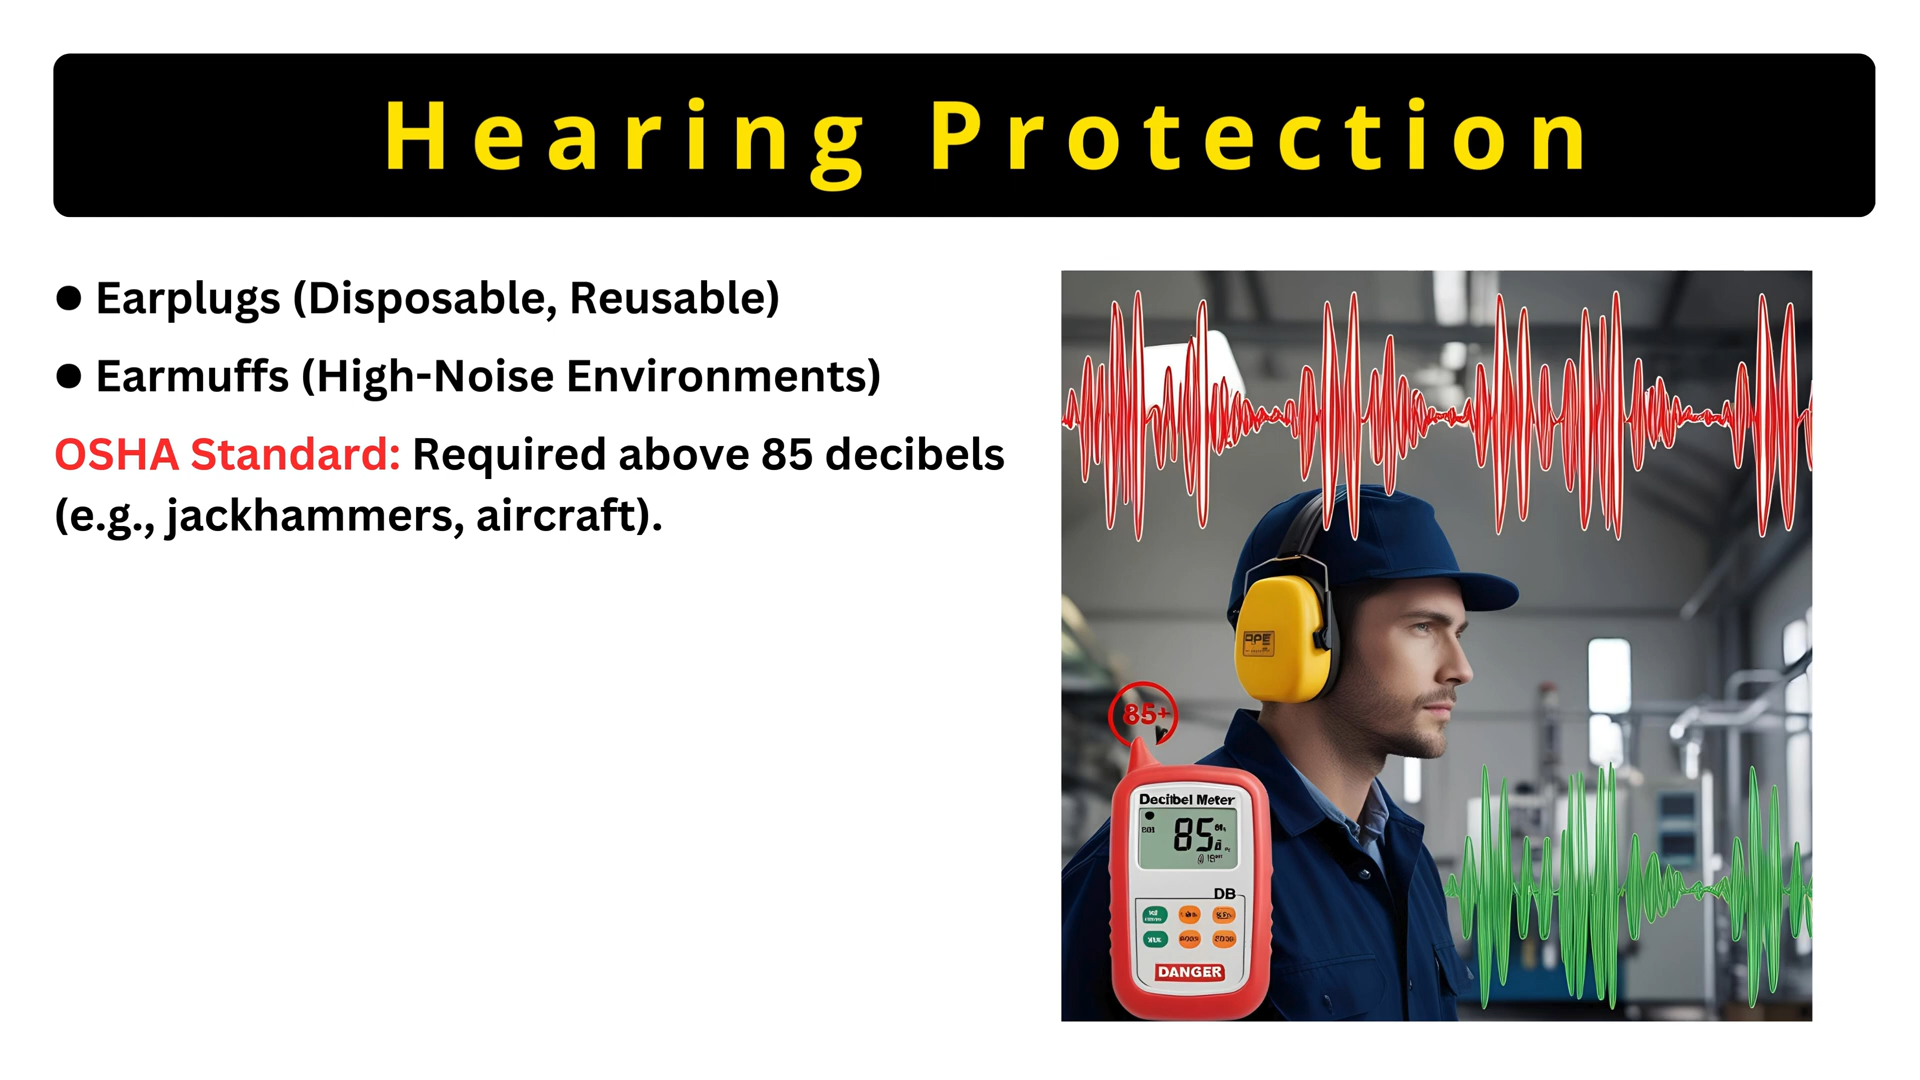 Hearing Protection
● Earplugs (Disposable, Reusable)
● Earmuffs (High-Noise Environments)
OSHA Standard: Required above 85 decibels
(e.g., jackhammers, aircraft).
85+
Decibel Meter
85
DB
DANGER